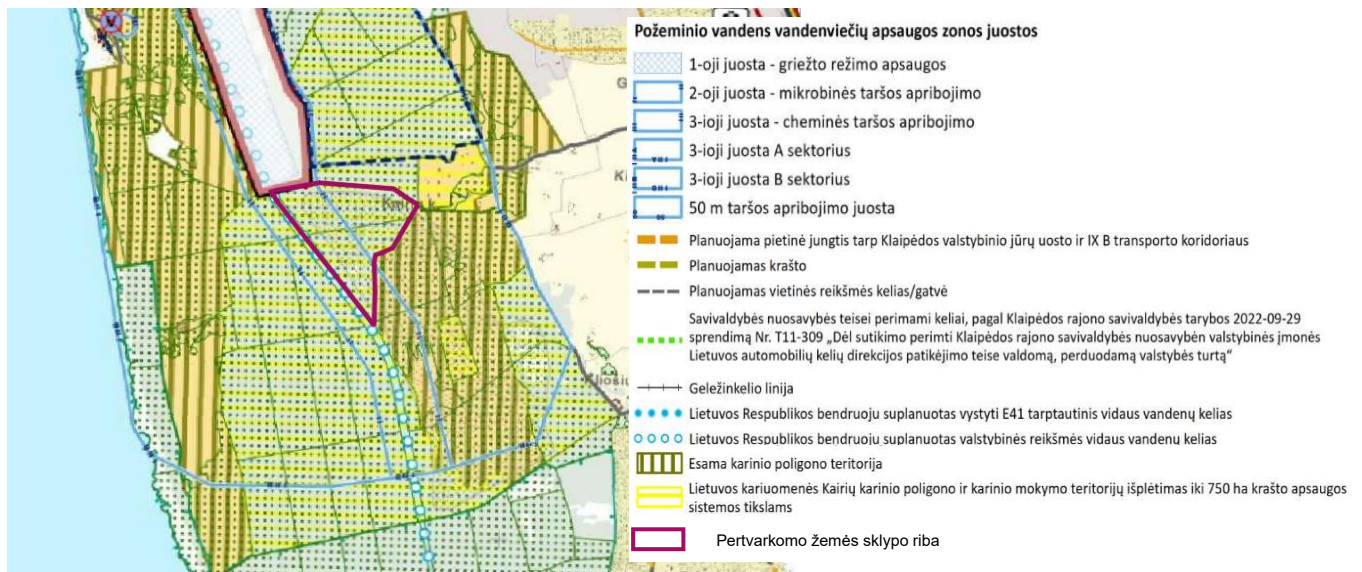 Požeminio vandens vandenviečių apsaugos zonos juostos
1-oji juosta - griežto režimo apsaugos
2-oji juosta - mikrobinės taršos apribojimo
3-ioji juosta - cheminės taršos apribojimo
3-ioji juosta A sektorius
3-ioji juosta B sektorius
50 m taršos apribojimo juosta
Planuojama pietinė jungtis tarp Klaipėdos valstybinio jūrų uosto ir IX B transporto koridoriaus
Planuojamas krašto
Planuojamas vietinės reikšmės kelias/gatvė
Savivaldybės nuosavybės teisei perimami keliai, pagal Klaipėdos rajono savivaldybės tarybos 2022-09-29
sprendimą Nr. T11-309 „Dėl sutikimo perimti Klaipėdos rajono savivaldybės nuosavybėn valstybinės įmonės
Lietuvos automobilių kelių direkcijos patikėjimo teise valdomą, perduodamą valstybės turtą“
Geležinkelio linija
Lietuvos Respublikos bendruoju suplanuotas vystyti E41 tarptautinis vidaus vandenų kelias
Lietuvos Respublikos bendruoju suplanuotas valstybinės reikšmės vidaus vandenų kelias
Esama karinio poligono teritorija
Lietuvos kariuomenės Kairių karinio poligono ir karinio mokymo teritorijų išplėtimas iki 750 ha krašto apsaugos
sistemos tikslams
Pertvarkomo žemės sklypo riba